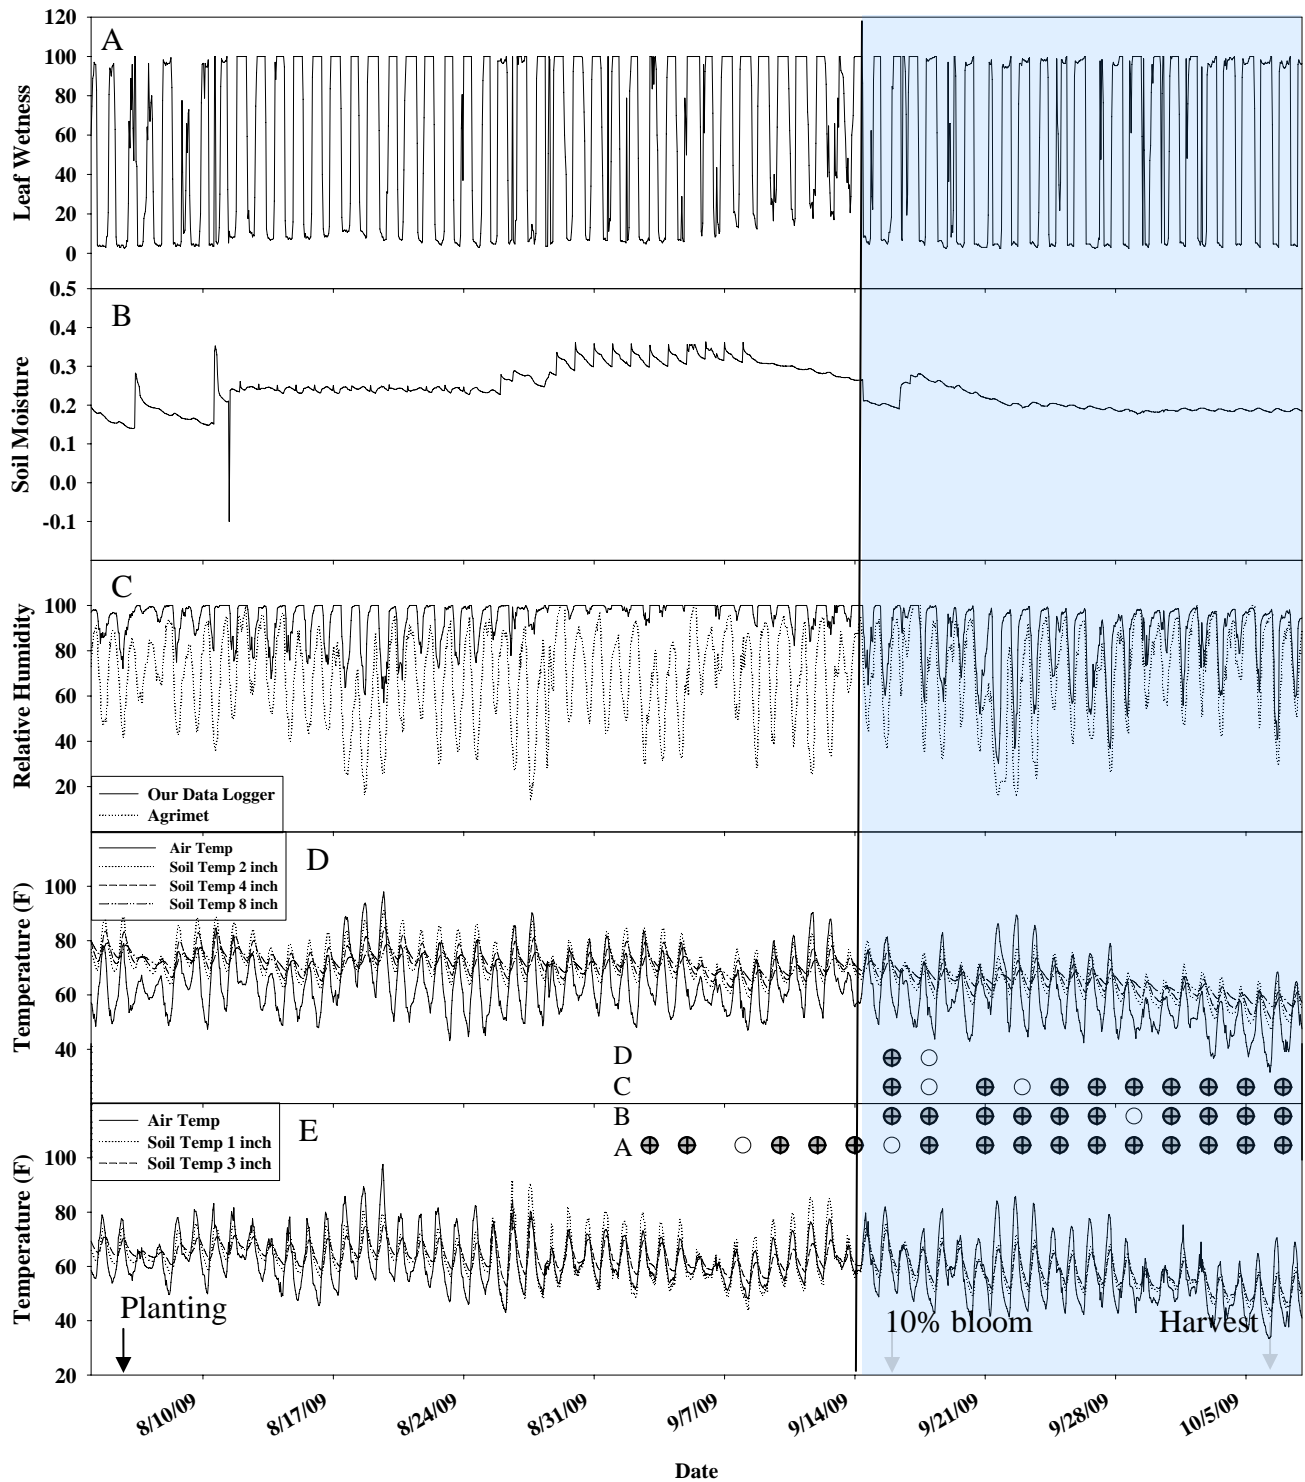 120
A
100
80
60
40
20
0
Leaf Wetness
0.5
B
0.4
0.3
0.2
0.1
0.0
-0.1
Soil Moisture
C
100
80
60
40
20
Relative Humidity
Our Data Logger
Agrimet
Air Temp
Soil Temp 2 inch
Soil Temp 4 inch
Soil Temp 8 inch
D
100
80
60
40
Temperature (F)
D
C
B
A
Air Temp
Soil Temp 1 inch
Soil Temp 3 inch
E
100
80
60
40
20
Temperature (F)
Planting
10% bloom
Harvest
8/10/09
8/17/09
8/24/09
8/31/09
9/7/09
9/14/09
9/21/09
9/28/09
10/5/09
Date